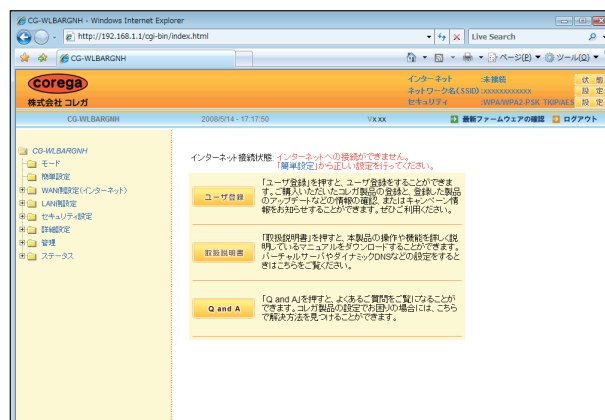 CG-WLBARGNH - Windows Internet Explorer
http://192.168.1.1/cgi-bin/index.html
Live Search
CG-WLBARGNH
ページ(P)
ツール(O)
corega
株式会社 コレガ
インターネット :未接続
ネットワーク名(SSID) :xxxxxxxxxxxx
セキュリティ :WPA/WPA2-PSK TKIP/AES
状 態
設 定
設 定
CG-WLBARGNH
2008/5/14 - 17:17:50
Vx.xx
最新ファームウェアの確認
ログアウト
CG-WLBARGNH
モード
簡単設定
WAN側設定(インターネット)
LAN側設定
セキュリティ設定
詳細設定
管理
ステータス
インターネット接続状態: インターネットへの接続ができません。
「簡単設定」から正しい設定を行ってください。
ユーザ登録
「ユーザ登録」を押すと、ユーザ登録をすることができま
す。ご購入いただいたコレガ製品の登録と、登録した製品
のアップデートなどの情報の確認、またはキャンペーン情
報をお知らせすることができます。ぜひご利用ください。
取扱説明書
「取扱説明書」を押すと、本製品の操作や機能を詳しく説
明しているマニュアルをダウンロードすることができます。
バーチャルサーバやダイナミックDNSなどの設定をすると
きはこちらをご覧ください。
Q and A
「Q and A」を押すと、よくあるご質問をご覧になることが
できます。コレガ製品の設定でお困りの場合には、こちら
で解決方法を見つけることができます。